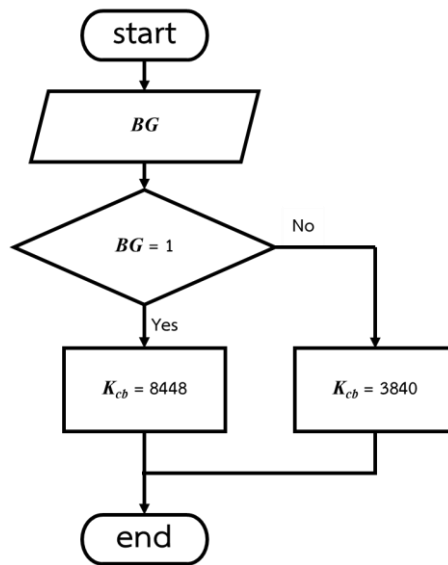 start
BG
BG = 1
No
Yes
K_cb = 8448
K_cb = 3840
end